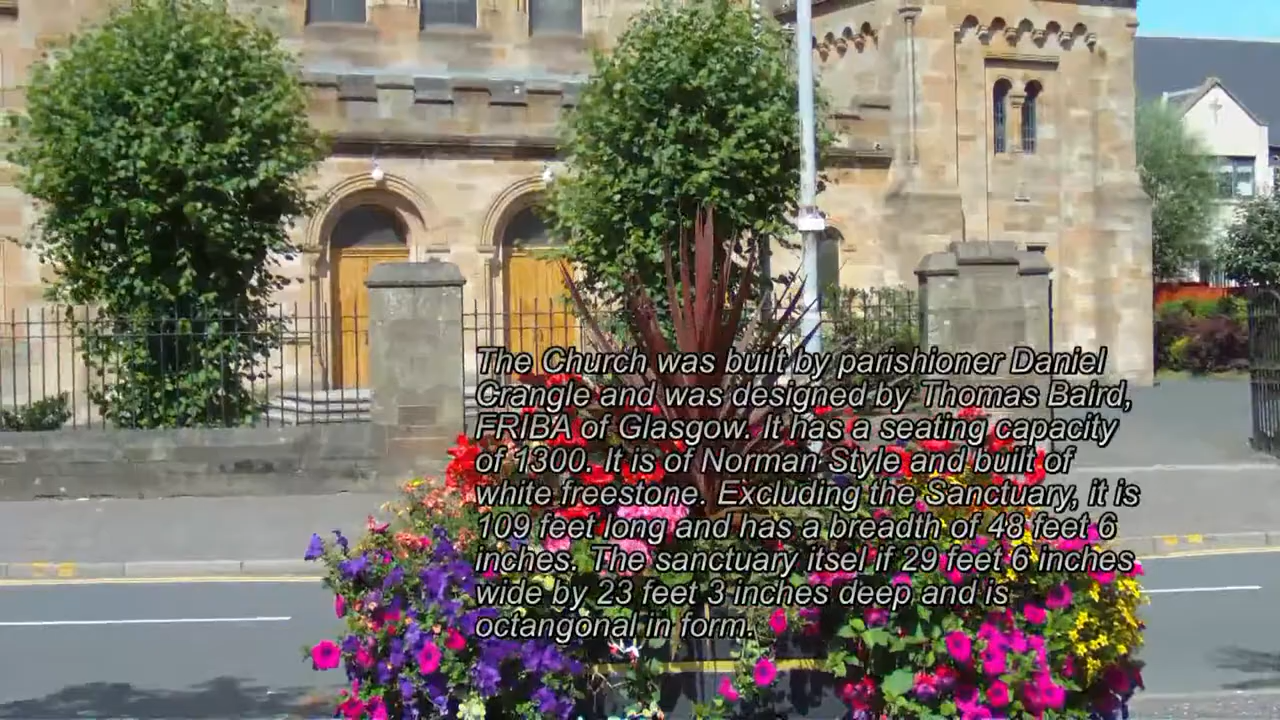 The Church was built by parishioner Daniel
Crangle and was designed by Thomas Baird,
FRIBA of Glasgow. It has a seating capacity
of 1300. It is of Norman Style and built of
white freestone. Excluding the Sanctuary, it is
109 feet long and has a breadth of 48 feet 6
inches. The sanctuary itsel if 29 feet 6 inches
wide by 23 feet 3 inches deep and is
octangonal in form.